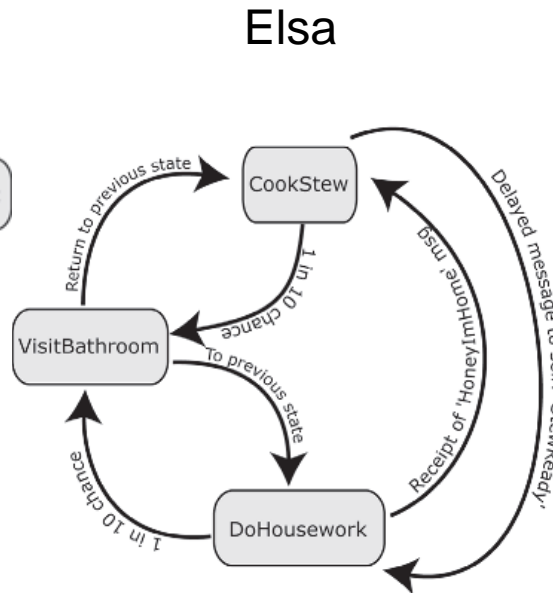 Elsa
Return to previous state
CookStew
1 in 10 chance
Delayed message to self 'StewReady'
Receipt of 'HoneyImHome' msg
VisitBathroom
To previous state
1 in 10 chance
DoHousework